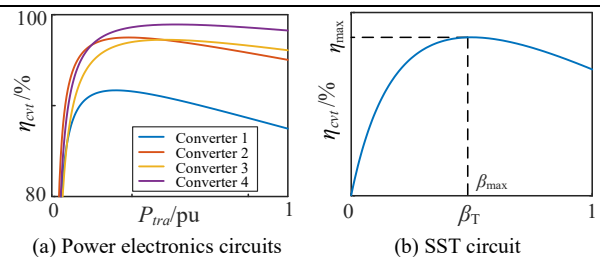 100
η_cvt /%
80
0
P_tra/pu
1
Converter 1
Converter 2
Converter 3
Converter 4
(a) Power electronics circuits
η_max
η_cvt /%
β_max
0
β_T
1
(b) SST circuit